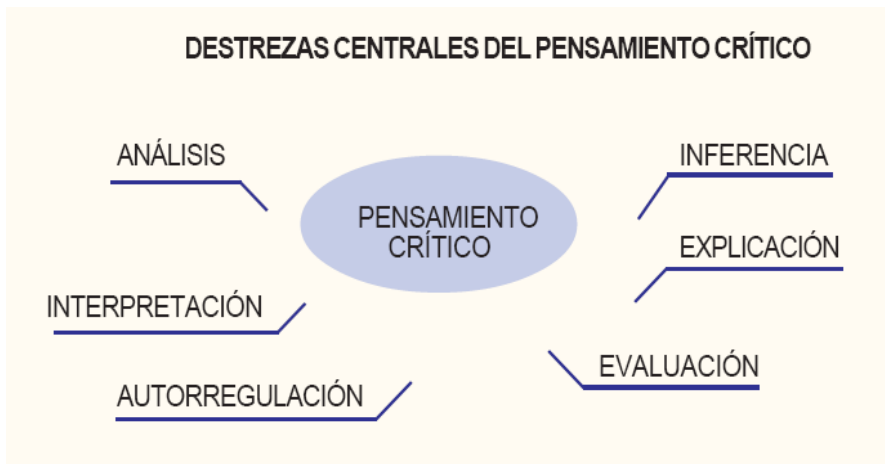 DESTREZAS CENTRALES DEL PENSAMIENTO CRÍTICO
ANÁLISIS
INFERENCIA
PENSAMIENTO
CRÍTICO
EXPLICACIÓN
INTERPRETACIÓN
EVALUACIÓN
AUTORREGULACIÓN